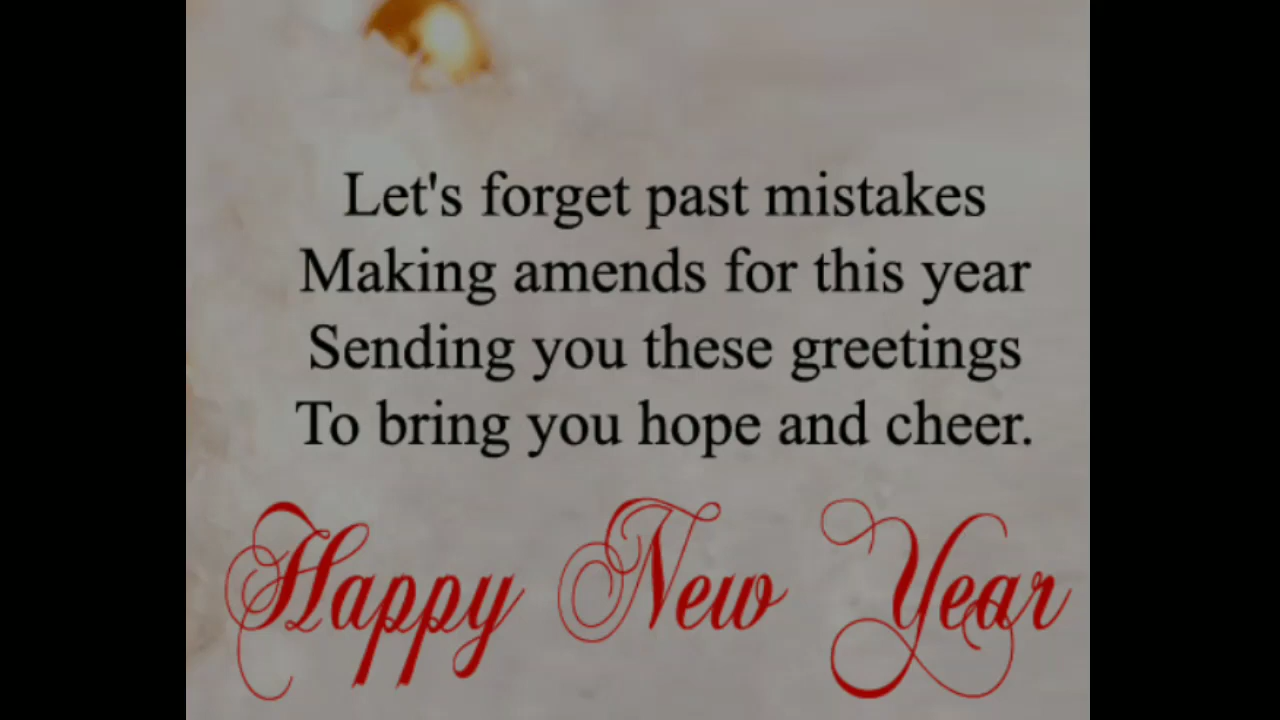 Let's forget past mistakes
Making amends for this year
Sending you these greetings
To bring you hope and cheer.
Happy New Year